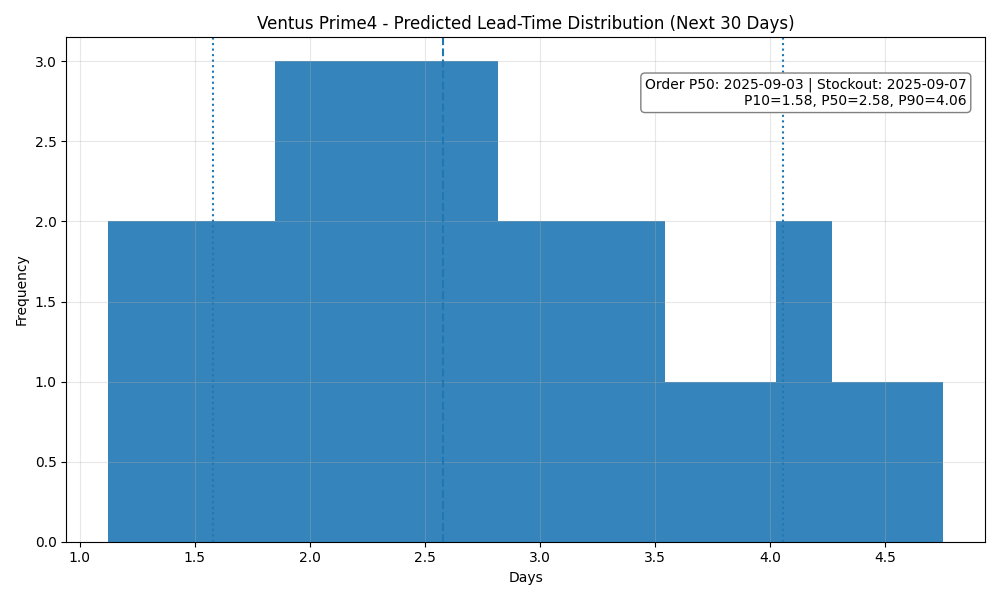 Ventus Prime4 - Predicted Lead-Time Distribution (Next 30 Days)
Order P50: 2025-09-03 | Stockout: 2025-09-07
P10=1.58, P50=2.58, P90=4.06
Frequency
3.0
2.5
2.0
1.5
1.0
0.5
0.0
1.0 1.5 2.0 2.5 3.0 3.5 4.0 4.5
Days